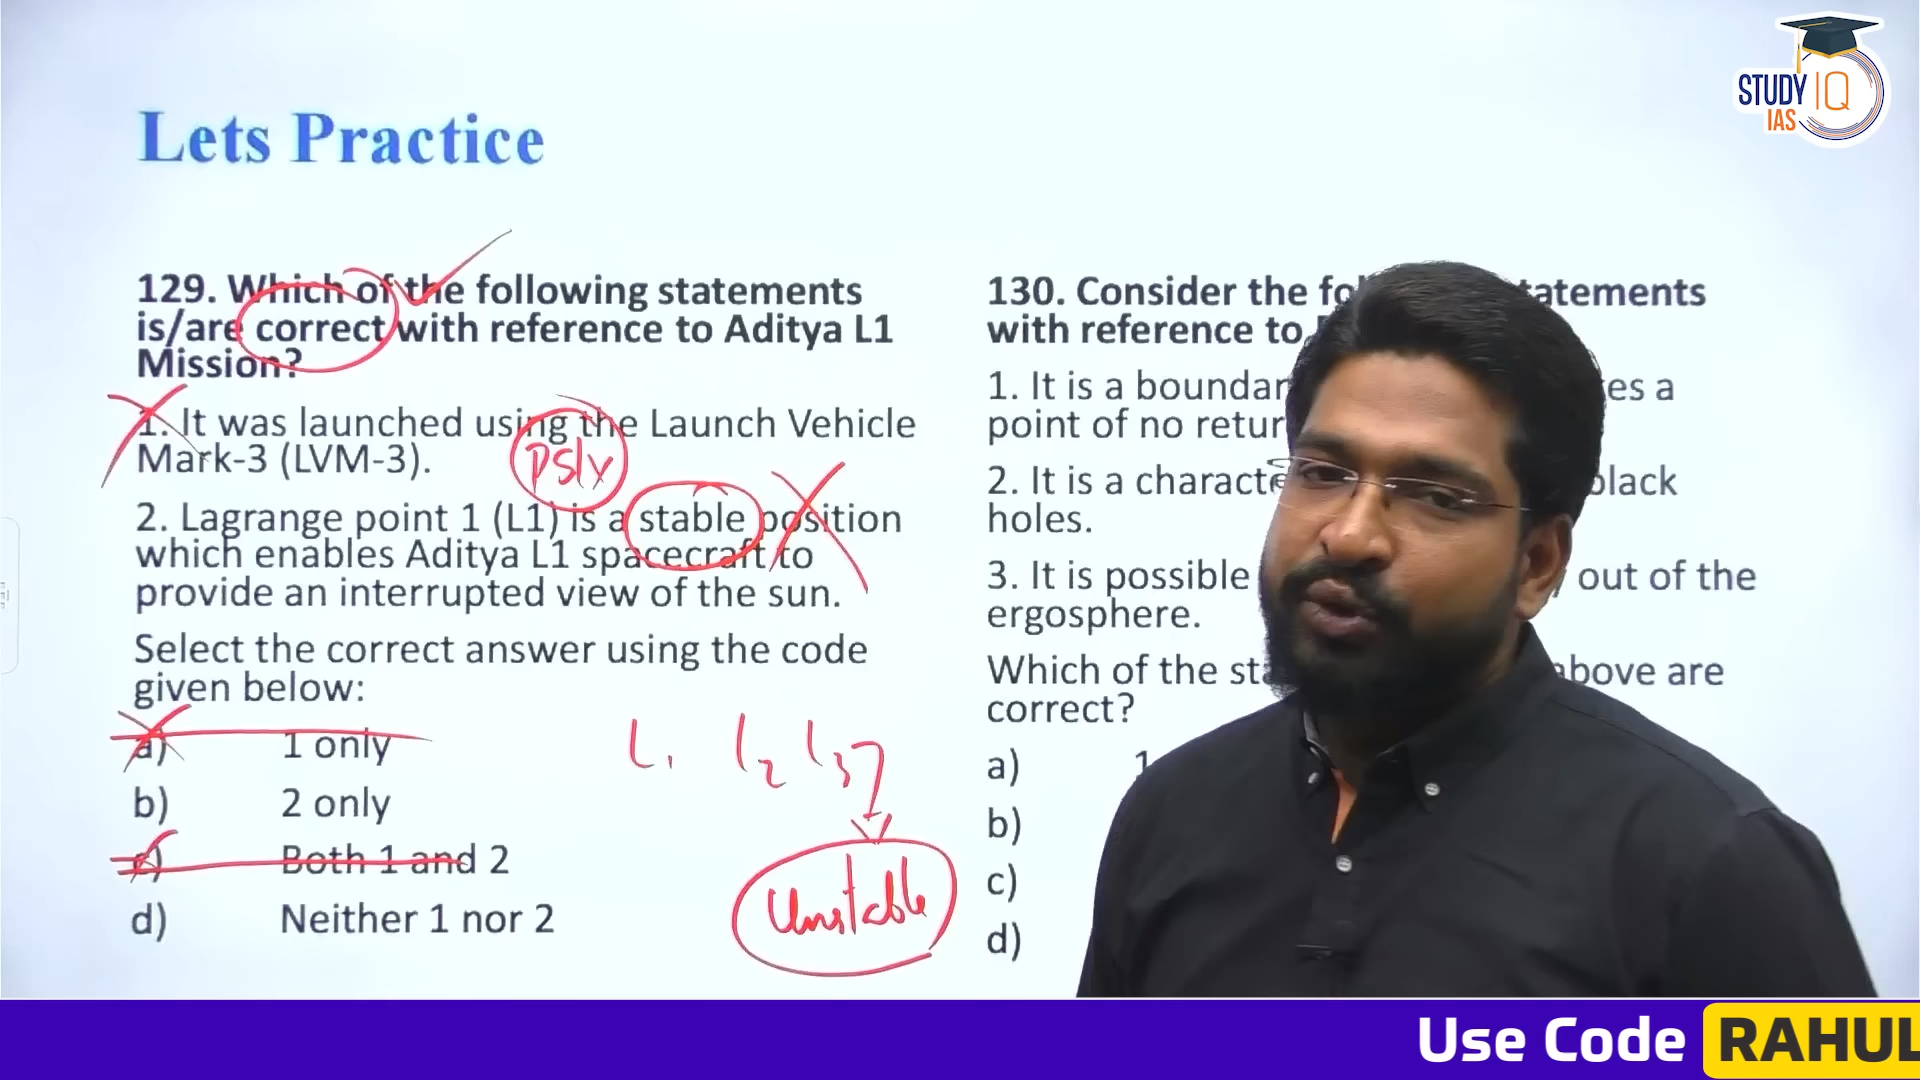 STUDY IQ
IAS
Lets Practice
129. Which of the following statements
is/are correct with reference to Aditya L1
Mission?
1. It was launched using the Launch Vehicle
Mark-3 (LVM-3).
PSLV
2. Lagrange point 1 (L1) is a stable position
which enables Aditya L1 spacecraft to
provide an interrupted view of the sun.
Select the correct answer using the code
given below:
a) 1 only
b) 2 only
c) Both 1 and 2
d) Neither 1 nor 2
L1 L2 L3
Unstable
130. Consider the tatements
with reference to
1. It is a boundar es a
point of no retur
2. It is a characte black
holes.
3. It is possible out of the
ergosphere.
Which of the sta above are
correct?
a) 1
b)
c)
d)
Use Code RAHUL